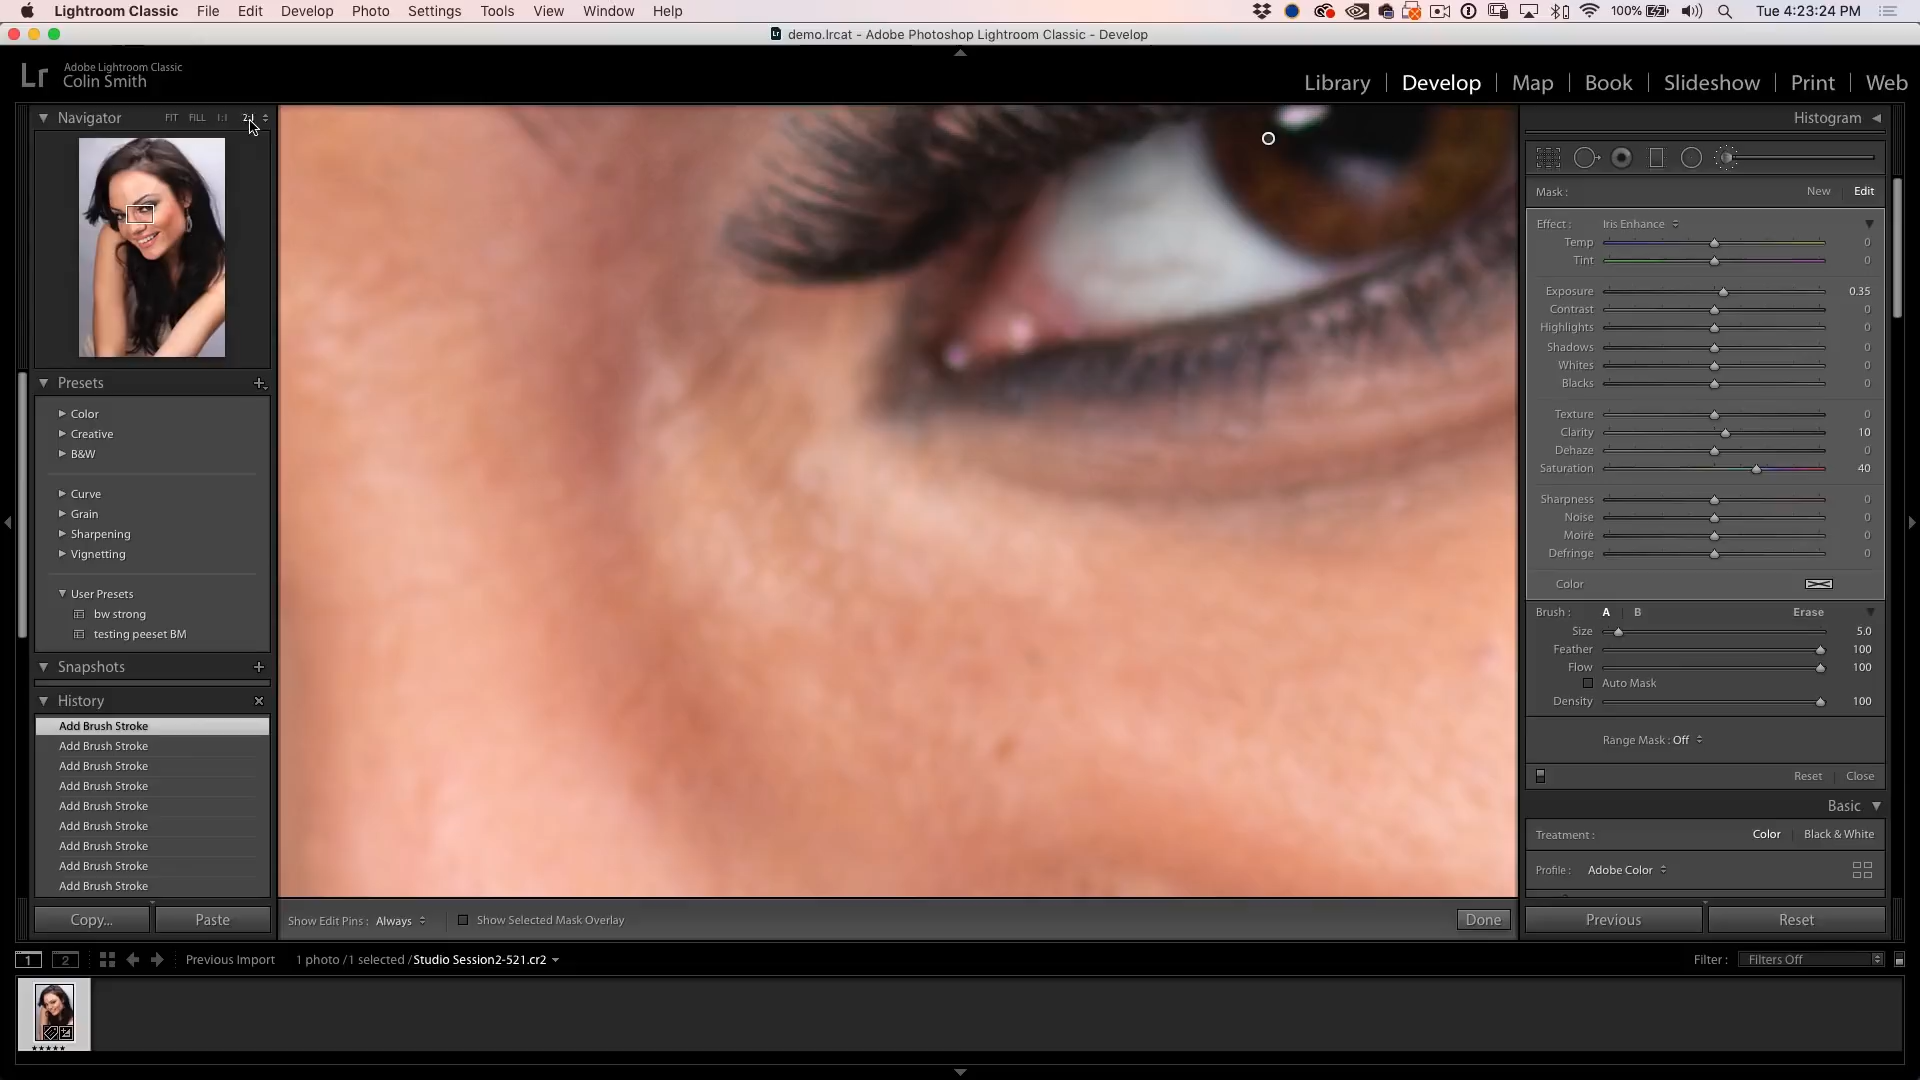 Lightroom Classic File Edit Develop Photo Settings Tools View Window Help 100% Tue 4:23:24 PM
demo.lrcat - Adobe Photoshop Lightroom Classic - Develop
Lr Adobe Lightroom Classic
Colin Smith
Library | Develop | Map | Book | Slideshow | Print | Web
Navigator FIT FILL 1:1 2:1
Presets +
Color
Creative
B&W
Curve
Grain
Sharpening
Vignetting
User Presets
bw strong
testing peeset BM
Snapshots +
History
Add Brush Stroke
Add Brush Stroke
Add Brush Stroke
Add Brush Stroke
Add Brush Stroke
Add Brush Stroke
Add Brush Stroke
Add Brush Stroke
Add Brush Stroke
Copy... Paste
Show Edit Pins : Always Show Selected Mask Overlay Done
Histogram
Mask : New Edit
Effect : Iris Enhance
Temp 0
Tint 0
Exposure 0.35
Contrast 0
Highlights 0
Shadows 0
Whites 0
Blacks 0
Texture 0
Clarity 10
Dehaze 0
Saturation 40
Sharpness 0
Noise 0
Moiré 0
Defringe 0
Color
Brush : A B Erase
Size 5.0
Feather 100
Flow 100
Auto Mask
Density 100
Range Mask : Off
Reset Close
Basic
Treatment : Color Black & White
Profile : Adobe Color
Previous Reset
1 2 Previous Import 1 photo / 1 selected / Studio Session2-521.cr2 Filter : Filters Off